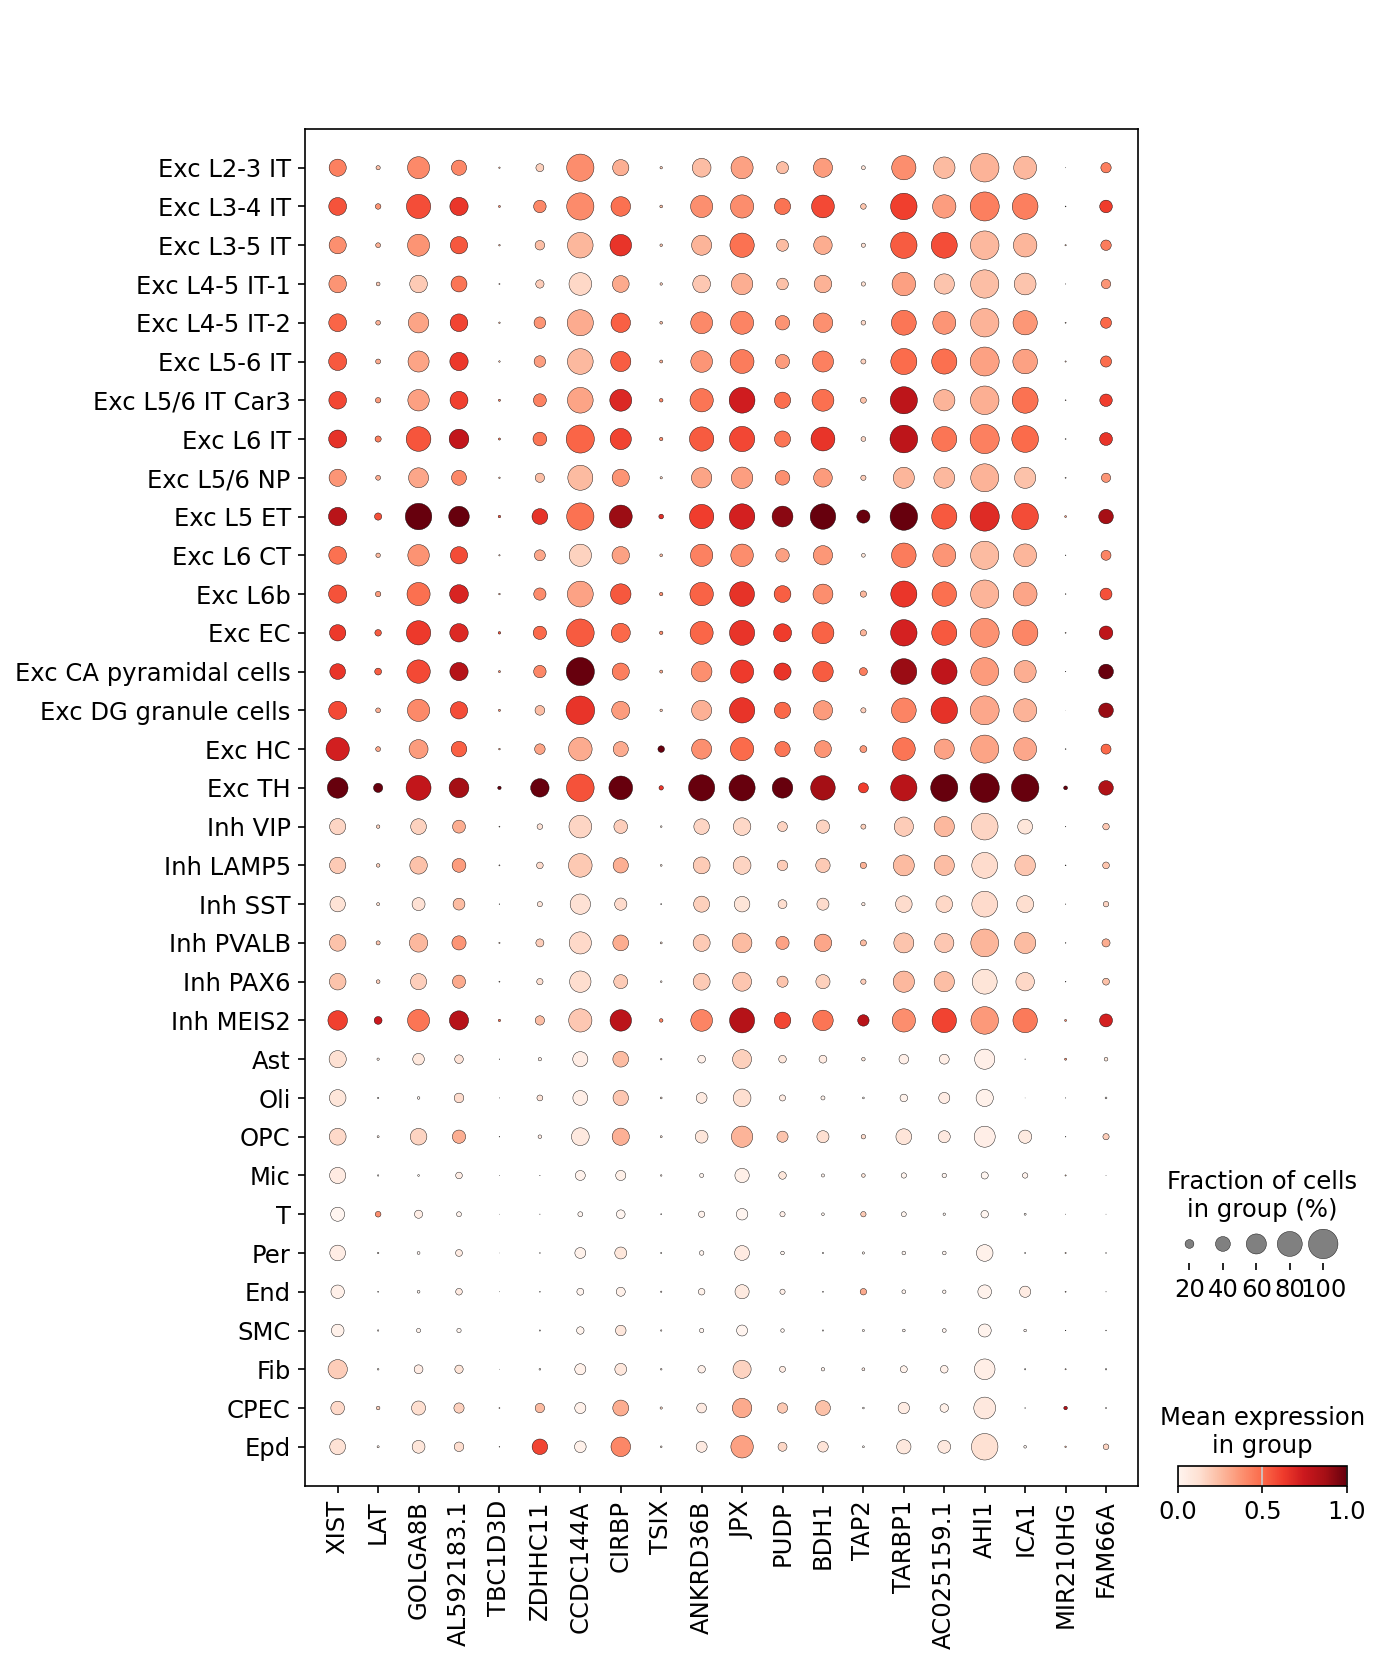 Exc L2-3 IT
Exc L3-4 IT
Exc L3-5 IT
Exc L4-5 IT-1
Exc L4-5 IT-2
Exc L5-6 IT
Exc L5/6 IT Car3
Exc L6 IT
Exc L5/6 NP
Exc L5 ET
Exc L6 CT
Exc L6b
Exc EC
Exc CA pyramidal cells
Exc DG granule cells
Exc HC
Exc TH
Inh VIP
Inh LAMP5
Inh SST
Inh PVALB
Inh PAX6
Inh MEIS2
Ast
Oli
OPC
Mic
T
Per
End
SMC
Fib
CPEC
Epd
XIST
LAT
GOLGA8B
AL592183.1
TBC1D3D
ZDHHC11
CCDC144A
CIRBP
TSIX
ANKRD36B
JPX
PUDP
BDH1
TAP2
TARBP1
AC025159.1
AHI1
ICA1
MIR210HG
FAM66A
Fraction of cells
in group (%)
20 40 60 80 100
Mean expression
in group
0.0 0.5 1.0